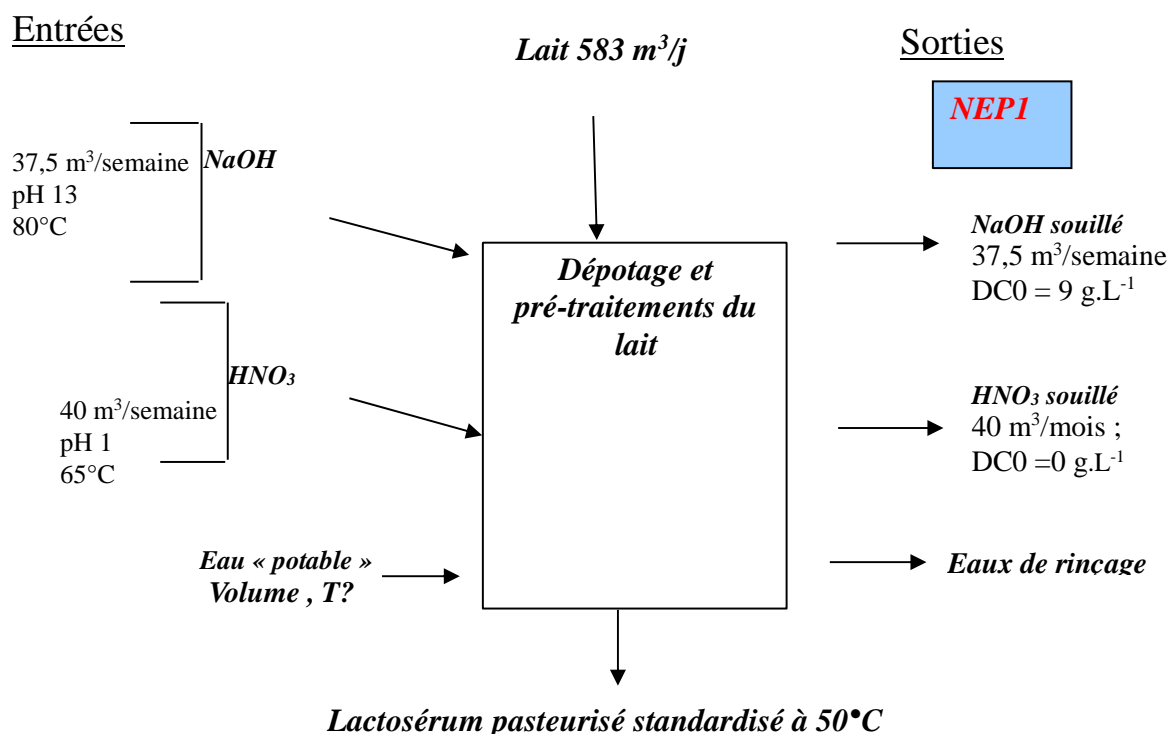 Entrées
Lait 583 m³/j
Sorties
NEP1
NaOH
37,5 m³/semaine
pH 13
80°C
NaOH souillé
37,5 m³/semaine
DC0 = 9 g.L⁻¹
Dépotage et
pré-traitements du
lait
HNO₃
40 m³/semaine
pH 1
65°C
HNO₃ souillé
40 m³/mois ;
DC0 =0 g.L⁻¹
Eau « potable »
Volume , T?
Eaux de rinçage
Lactosérum pasteurisé standardisé à 50°C